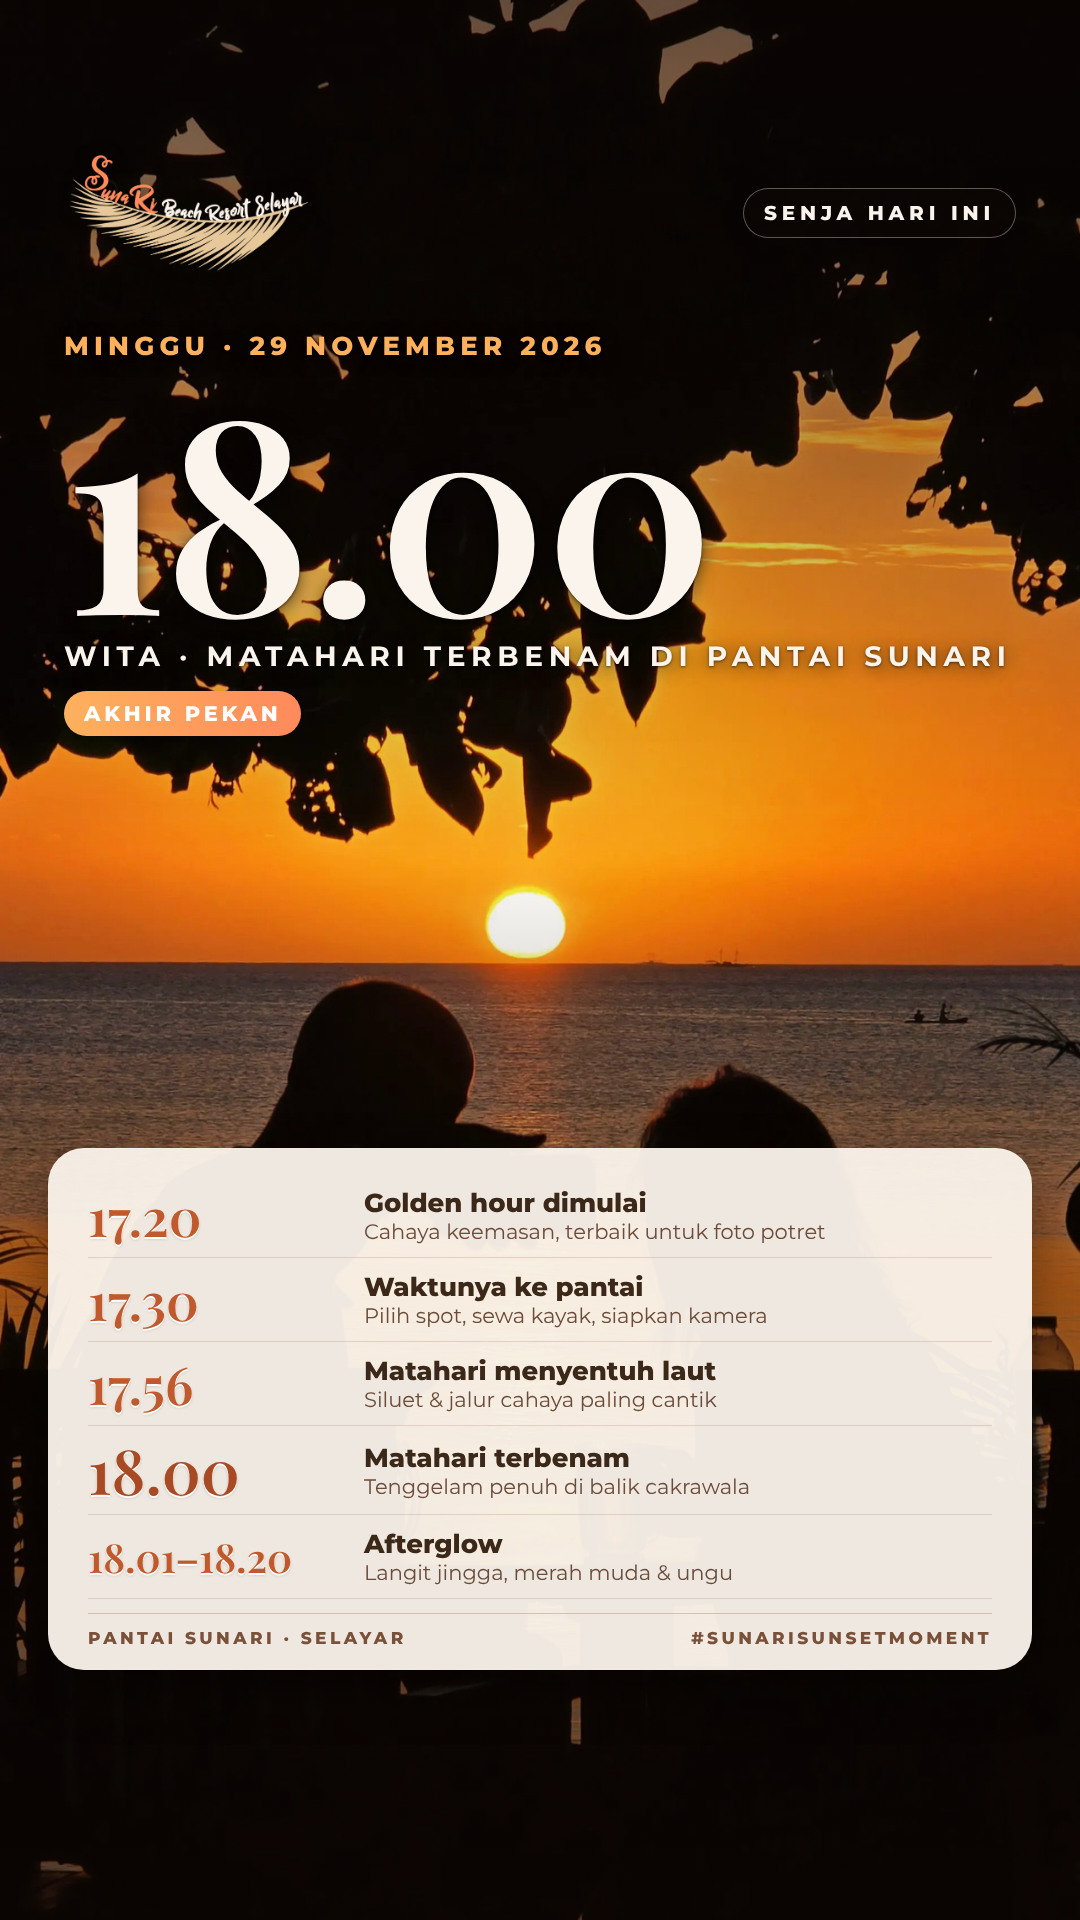 SunaRi Beach Resort Selayar
SENJA HARI INI
MINGGU · 29 NOVEMBER 2026
18.00
WITA · MATAHARI TERBENAM DI PANTAI SUNARI
AKHIR PEKAN
17.20
Golden hour dimulai
Cahaya keemasan, terbaik untuk foto potret
17.30
Waktunya ke pantai
Pilih spot, sewa kayak, siapkan kamera
17.56
Matahari menyentuh laut
Siluet & jalur cahaya paling cantik
18.00
Matahari terbenam
Tenggelam penuh di balik cakrawala
18.01–18.20
Afterglow
Langit jingga, merah muda & ungu
PANTAI SUNARI · SELAYAR
#SUNARISUNSETMOMENT